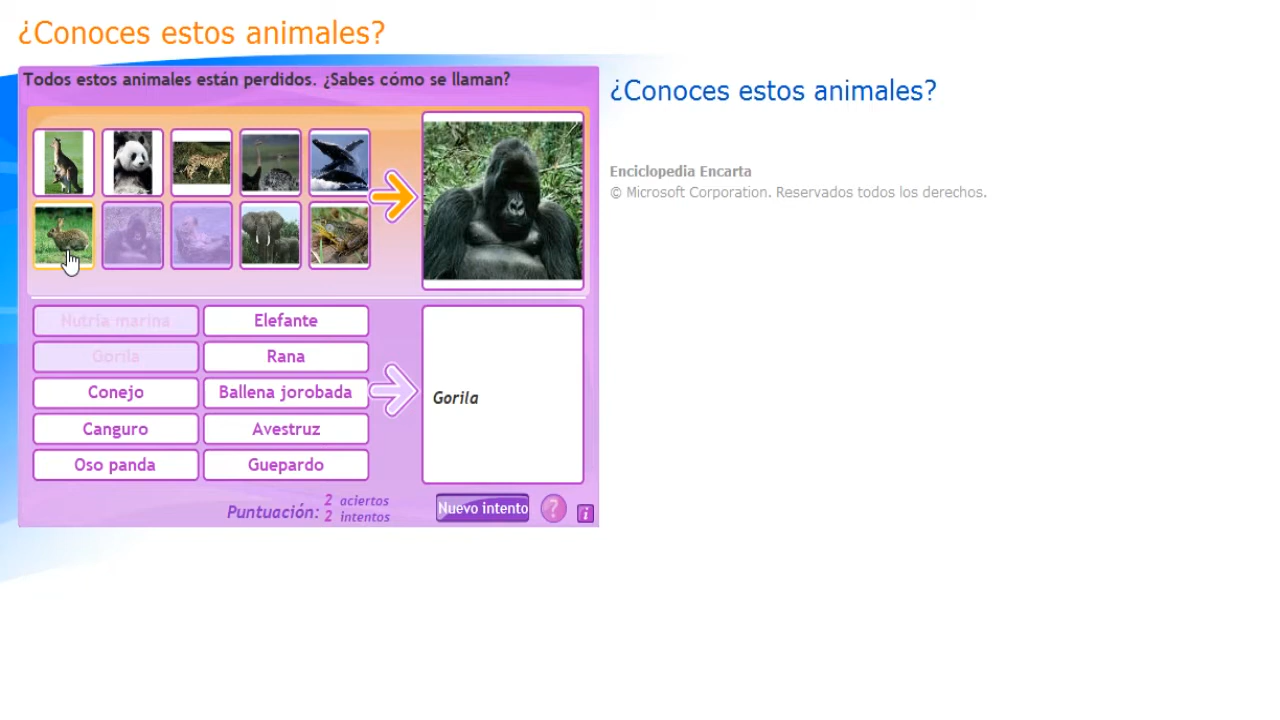 ¿Conoces estos animales?
Todos estos animales están perdidos. ¿Sabes cómo se llaman?
¿Conoces estos animales?
Enciclopedia Encarta
© Microsoft Corporation. Reservados todos los derechos.
Nutria marina
Elefante
Gorila
Rana
Conejo
Ballena jorobada
Canguro
Avestruz
Oso panda
Guepardo
Gorila
Puntuación:
2 aciertos
2 intentos
Nuevo intento
?
i